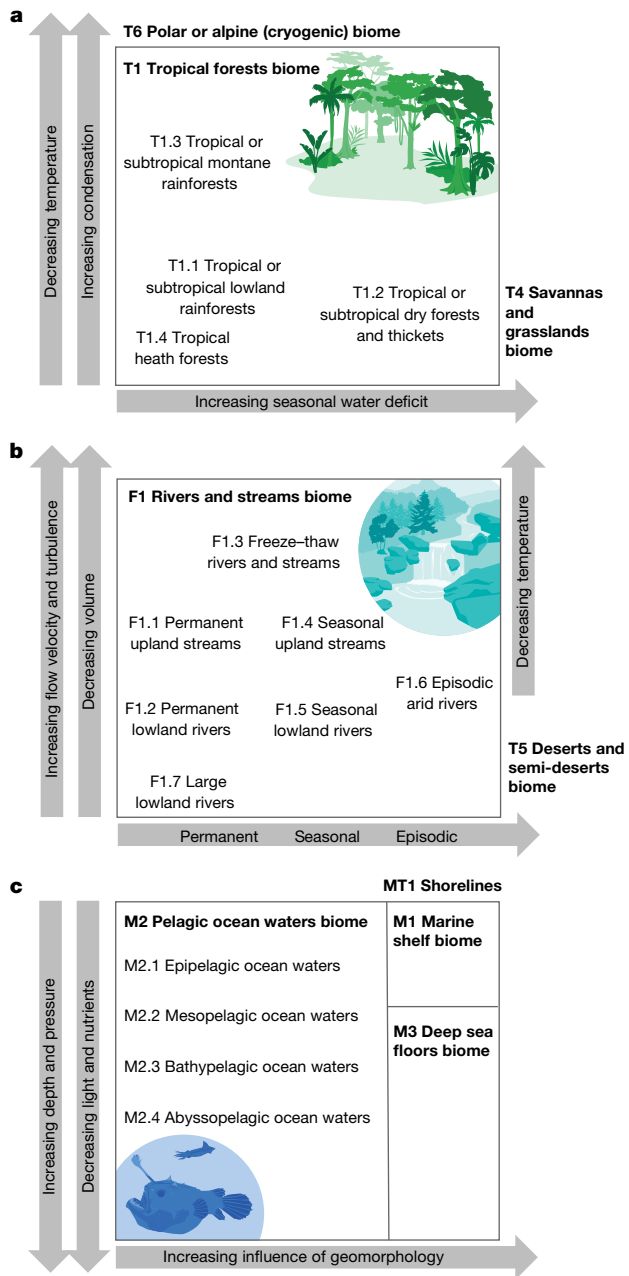 a
T6 Polar or alpine (cryogenic) biome
T1 Tropical forests biome
Decreasing temperature
Increasing condensation
T1.3 Tropical or
subtropical montane
rainforests
T1.1 Tropical or
subtropical lowland
rainforests
T1.2 Tropical or
subtropical dry forests
and thickets
T1.4 Tropical
heath forests
T4 Savannas
and
grasslands
biome
Increasing seasonal water deficit
b
Increasing flow velocity and turbulence
Decreasing volume
F1 Rivers and streams biome
F1.3 Freeze–thaw
rivers and streams
F1.1 Permanent
upland streams
F1.4 Seasonal
upland streams
F1.6 Episodic
arid rivers
F1.2 Permanent
lowland rivers
F1.5 Seasonal
lowland rivers
F1.7 Large
lowland rivers
Decreasing temperature
T5 Deserts and
semi-deserts
biome
Permanent Seasonal Episodic
c
MT1 Shorelines
Increasing depth and pressure
Decreasing light and nutrients
M2 Pelagic ocean waters biome
M2.1 Epipelagic ocean waters
M2.2 Mesopelagic ocean waters
M2.3 Bathypelagic ocean waters
M2.4 Abyssopelagic ocean waters
M1 Marine
shelf biome
M3 Deep sea
floors biome
Increasing influence of geomorphology